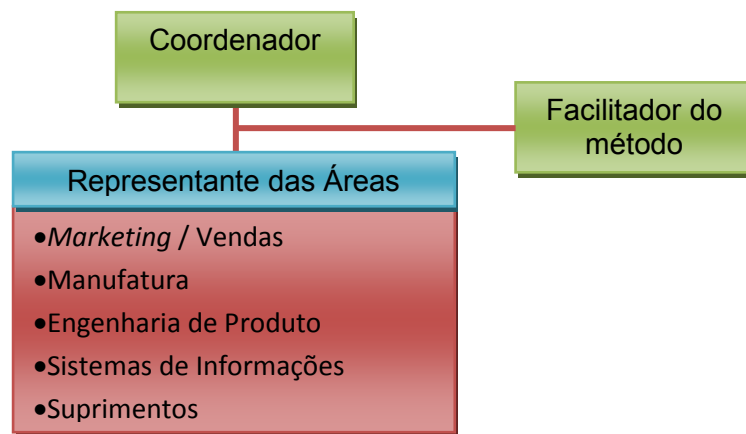 Coordenador
Facilitador do
método
Representante das Áreas
•Marketing / Vendas
•Manufatura
•Engenharia de Produto
•Sistemas de Informações
•Suprimentos